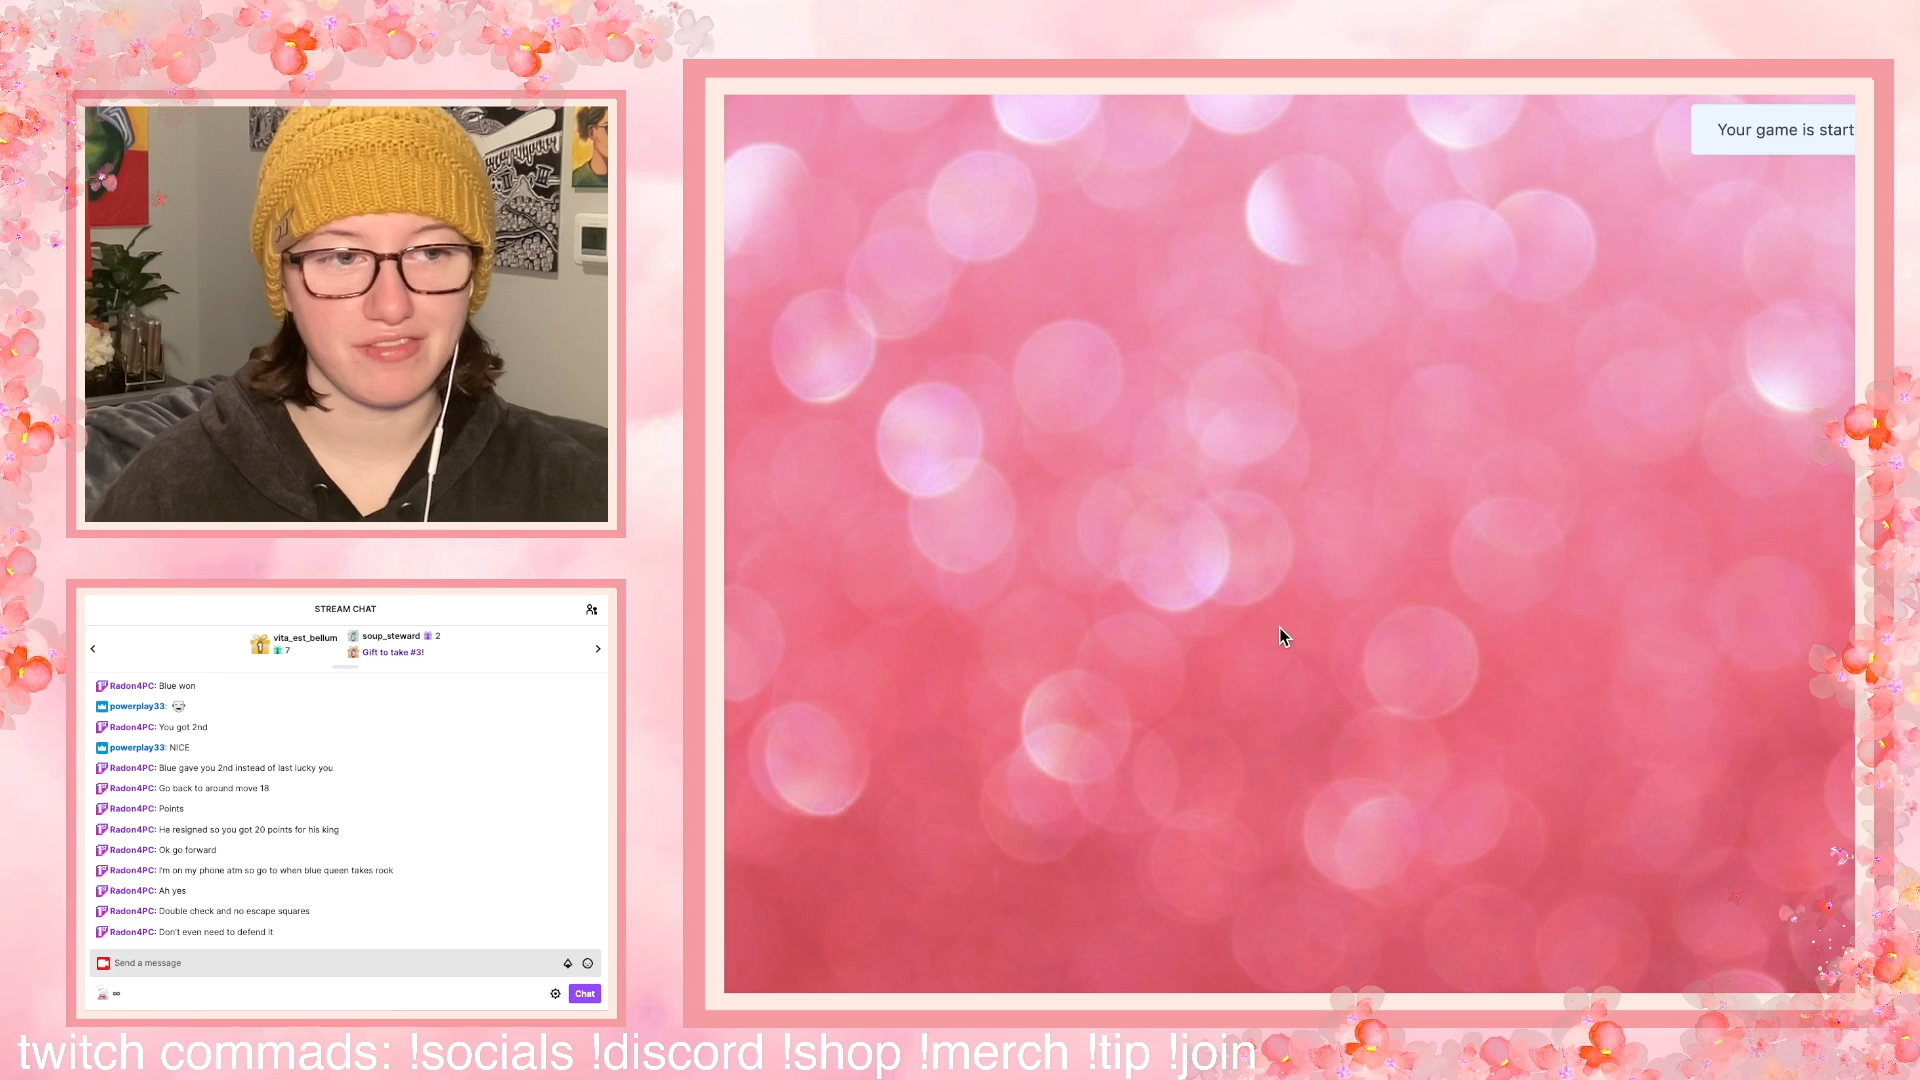 Your game is start
STREAM CHAT
vita_est_bellum
7
soup_steward 2
Gift to take #3!
Radon4PC: Blue won
powerplay33:
Radon4PC: You got 2nd
powerplay33: NICE
Radon4PC: Blue gave you 2nd instead of last lucky you
Radon4PC: Go back to around move 18
Radon4PC: Points
Radon4PC: He resigned so you got 20 points for his king
Radon4PC: Ok go forward
Radon4PC: I'm on my phone atm so go to when blue queen takes rook
Radon4PC: Ah yes
Radon4PC: Double check and no escape squares
Radon4PC: Don't even need to defend it
Send a message
∞
Chat
twitch commads: !socials !discord !shop !merch !tip !join